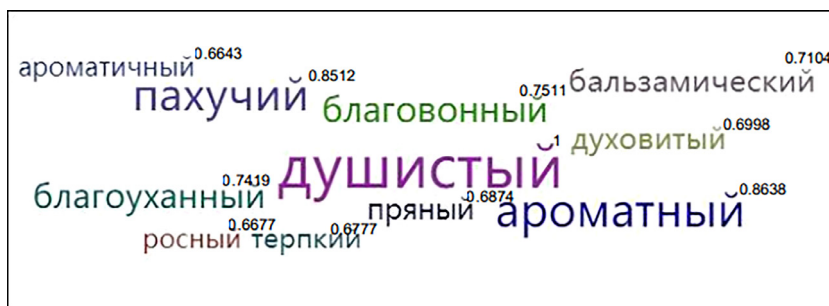 ароматичный 0.6643
пахучий 0.8512
благовонный 0.7511
бальзамический 0.7104
душистый 1
духовитый 0.6998
благоуханный 0.7419
пряный 0.6874
ароматный 0.8638
росный 0.6677
терпкий 0.6777